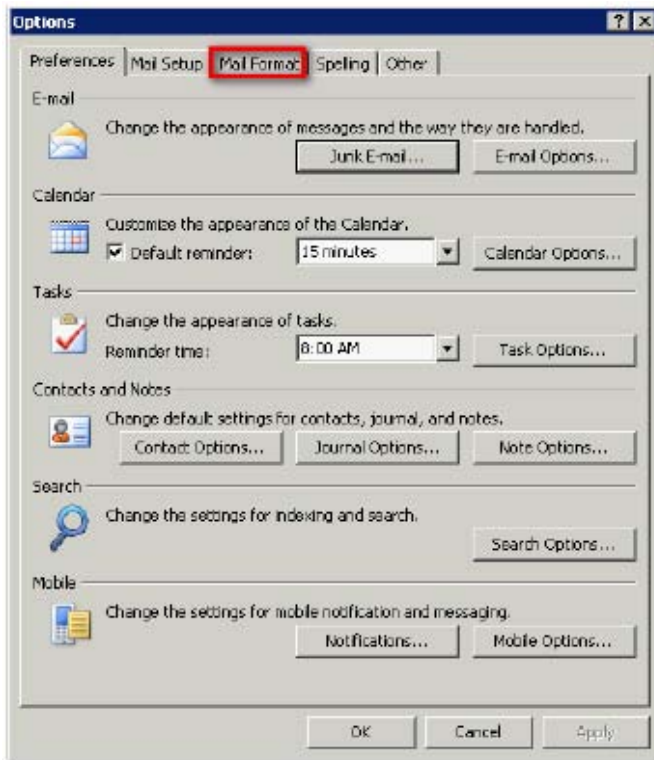 Options
Preferences Mail Setup Mail Format Spelling Other
E-mail
Change the appearance of messages and the way they are handled.
Junk E-mail... E-mail Options...
Calendar
Customize the appearance of the Calendar.
Default reminder: 15 minutes Calendar Options...
Tasks
Change the appearance of tasks.
Reminder time: 8:00 AM Task Options...
Contacts and Notes
Change default settings for contacts, journal, and notes.
Contact Options... Journal Options... Note Options...
Search
Change the settings for indexing and search.
Search Options...
Mobile
Change the settings for mobile notification and messaging.
Notifications... Mobile Options...
OK Cancel Apply